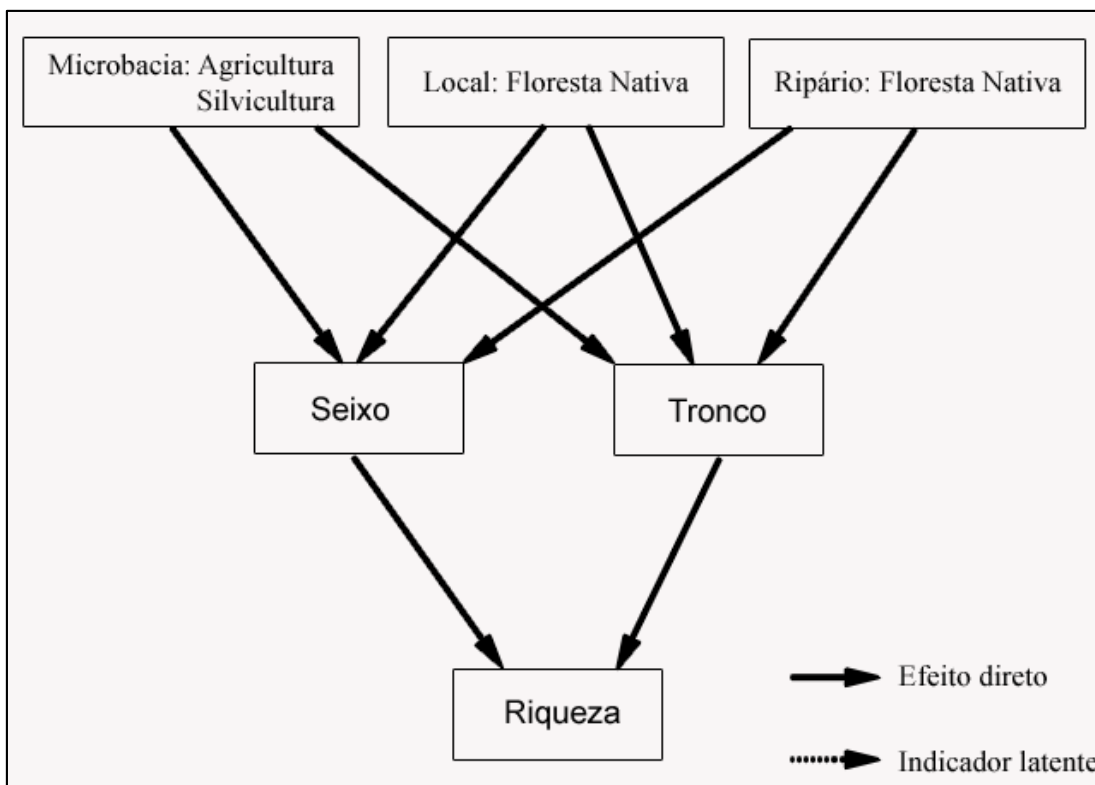 Microbacia: Agricultura
Silvicultura
Local: Floresta Nativa
Ripário: Floresta Nativa
Seixo
Tronco
Riqueza
Efeito direto
Indicador latente